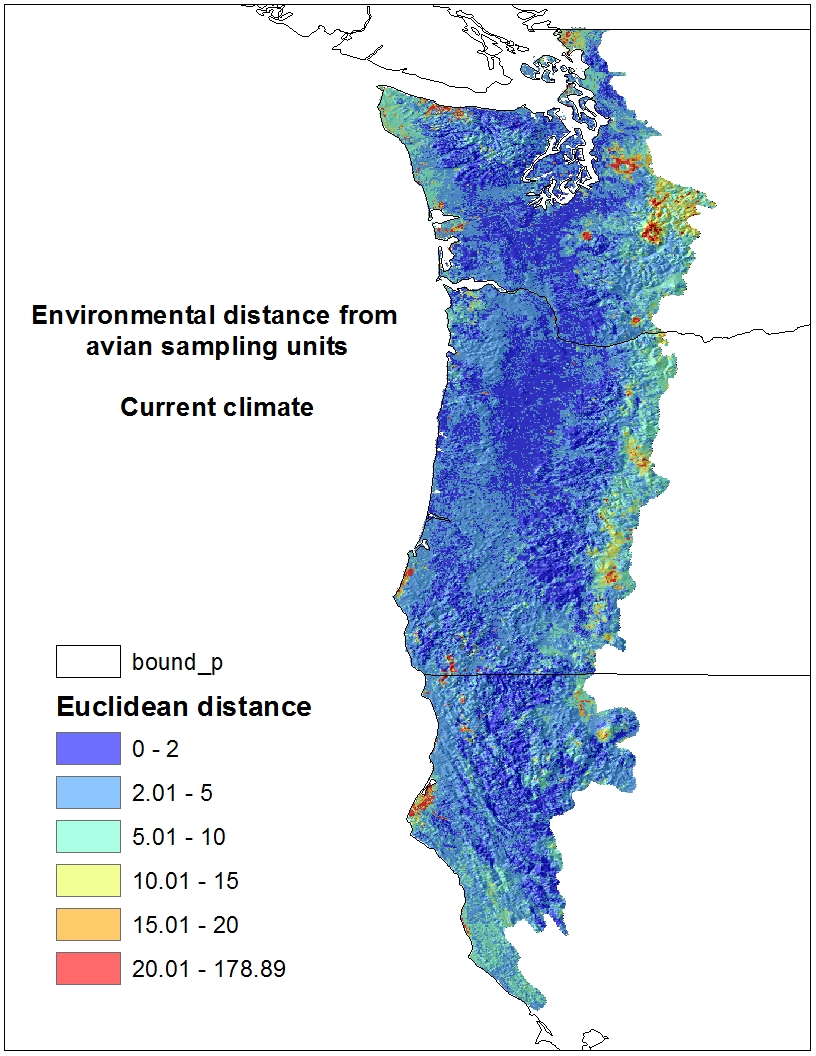 Environmental distance from
avian sampling units
Current climate
bound_p
Euclidean distance
0 - 2
2.01 - 5
5.01 - 10
10.01 - 15
15.01 - 20
20.01 - 178.89